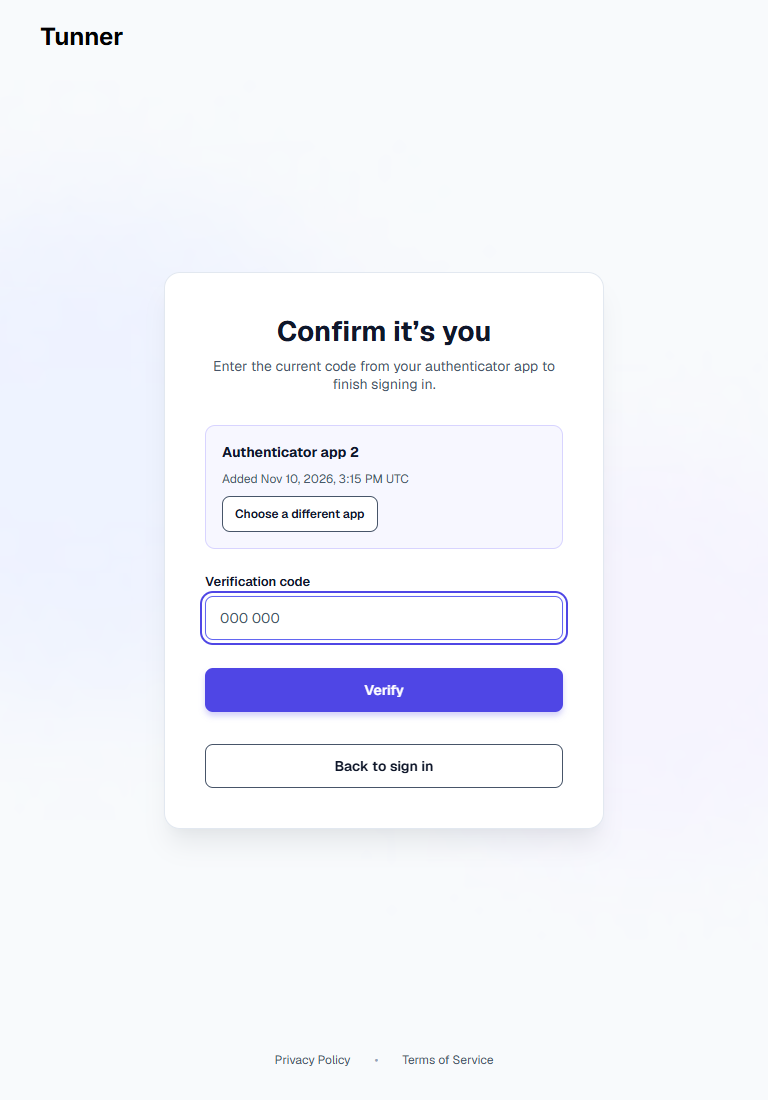 Tunner
Confirm it’s you
Enter the current code from your authenticator app to
finish signing in.
Authenticator app 2
Added Nov 10, 2026, 3:15 PM UTC
Choose a different app
Verification code
000 000
Verify
Back to sign in
Privacy Policy • Terms of Service